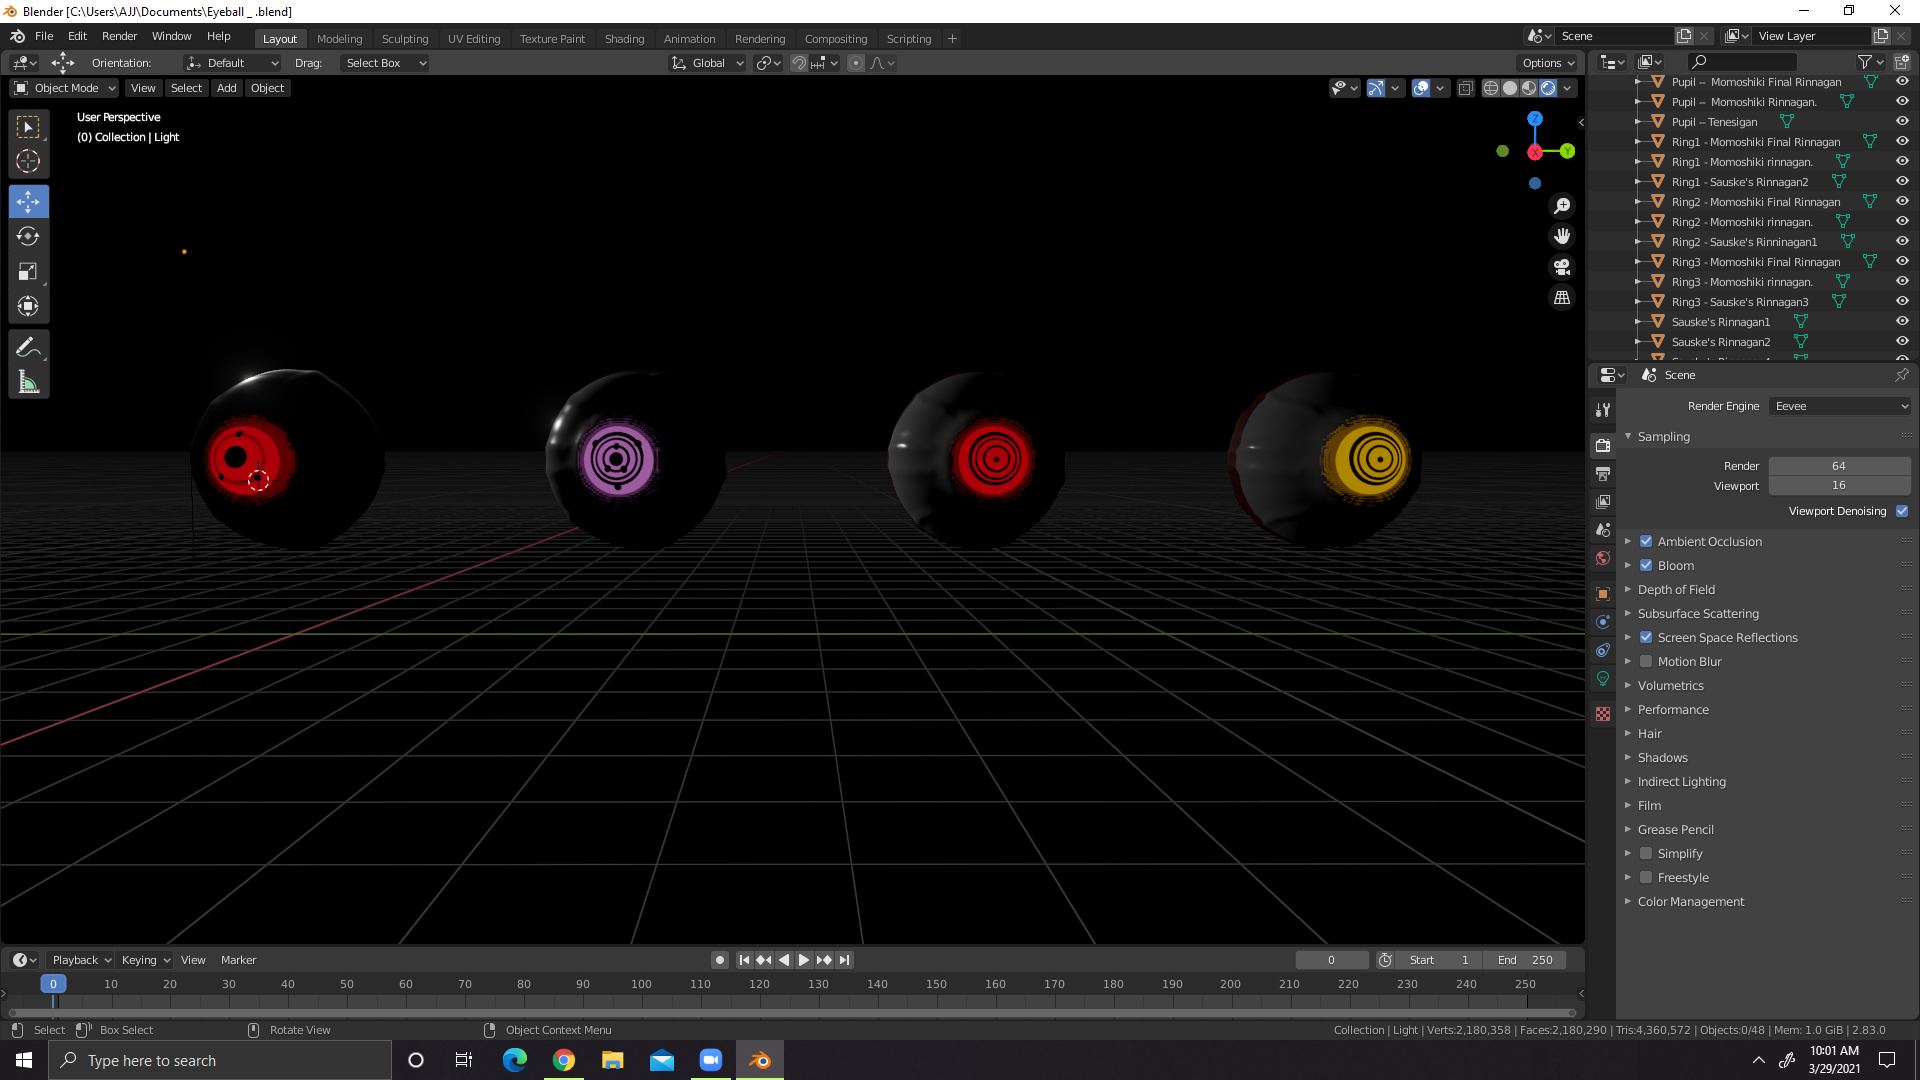 Blender [C:\Users\AJJ\Documents\Eyeball _ .blend]
File Edit Render Window Help Layout Modeling Sculpting UV Editing Texture Paint Shading Animation Rendering Compositing Scripting + Scene View Layer
Orientation: Default Drag: Select Box Global Options
Object Mode View Select Add Object
User Perspective
(0) Collection | Light
Z
Y
X
Pupil – Momoshiki Final Rinnagan
Pupil – Momoshiki Rinnagan.
Pupil – Tenesigan
Ring1 - Momoshiki Final Rinnagan
Ring1 - Momoshiki rinnagan.
Ring1 - Sauske's Rinnagan2
Ring2 - Momoshiki Final Rinnagan
Ring2 - Momoshiki rinnagan.
Ring2 - Sauske's Rinninagan1
Ring3 - Momoshiki Final Rinnagan
Ring3 - Momoshiki rinnagan.
Ring3 - Sauske's Rinnagan3
Sauske's Rinnagan1
Sauske's Rinnagan2
Scene
Render Engine Eevee
Sampling
Render 64
Viewport 16
Viewport Denoising
Ambient Occlusion
Bloom
Depth of Field
Subsurface Scattering
Screen Space Reflections
Motion Blur
Volumetrics
Performance
Hair
Shadows
Indirect Lighting
Film
Grease Pencil
Simplify
Freestyle
Color Management
Playback Keying View Marker 0 Start 1 End 250
0 10 20 30 40 50 60 70 80 90 100 110 120 130 140 150 160 170 180 190 200 210 220 230 240 250
Select Box Select Rotate View Object Context Menu Collection | Light | Verts:2,180,358 | Faces:2,180,290 | Tris:4,360,572 | Objects:0/48 | Mem: 1.0 GiB | 2.83.0
Type here to search
10:01 AM
3/29/2021